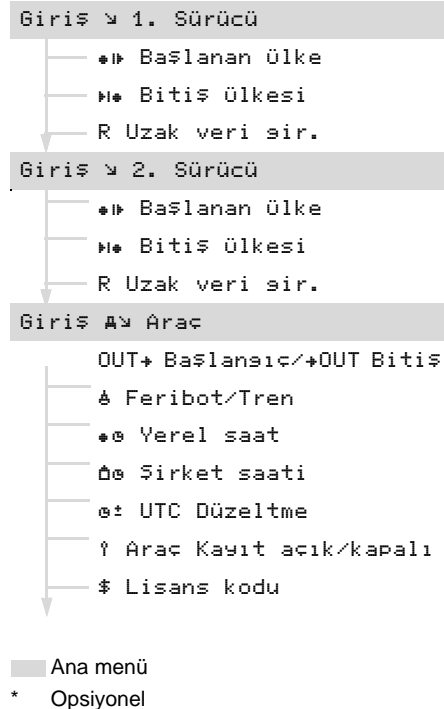 Giriş ↘ 1. Sürücü
Başlanan ülke
Bitiş ülkesi
R Uzak veri gir.
Giriş ↘ 2. Sürücü
Başlanan ülke
Bitiş ülkesi
R Uzak veri gir.
Giriş ↘ Araç
OUT→ Başlangıç/→OUT Bitiş
Feribot/Tren
Yerel saat
Şirket saati
UTC Düzeltme
Araç Kayıt açık/kapalı
$ Lisans kodu
Ana menü
* Opsiyonel